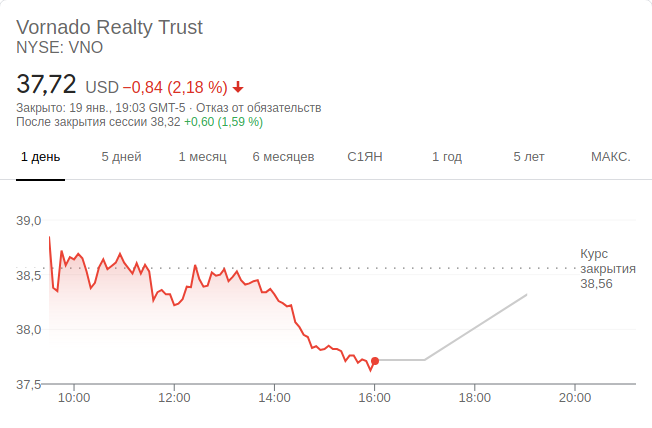 Vornado Realty Trust
NYSE: VNO
37,72 USD −0,84 (2,18 %)
Закрыто: 19 янв., 19:03 GMT-5 · Отказ от обязательств
После закрытия сессии 38,32 +0,60 (1,59 %)
1 день 5 дней 1 месяц 6 месяцев С1ЯН 1 год 5 лет МАКС.
39,0
Курс
закрытия
38,56
38,5
38,0
37,5
10:00 12:00 14:00 16:00 18:00 20:00